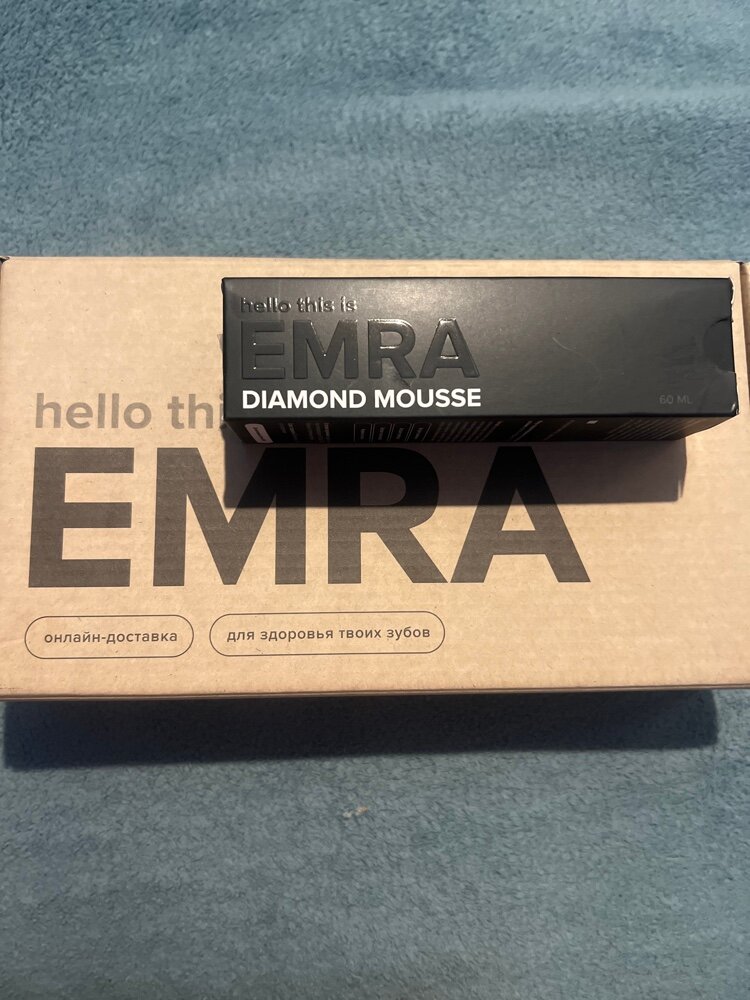 hello this is
EMRA
DIAMOND MOUSSE
60 ML
hello thi
EMRA
онлайн-доставка
для здоровья твоих зубов